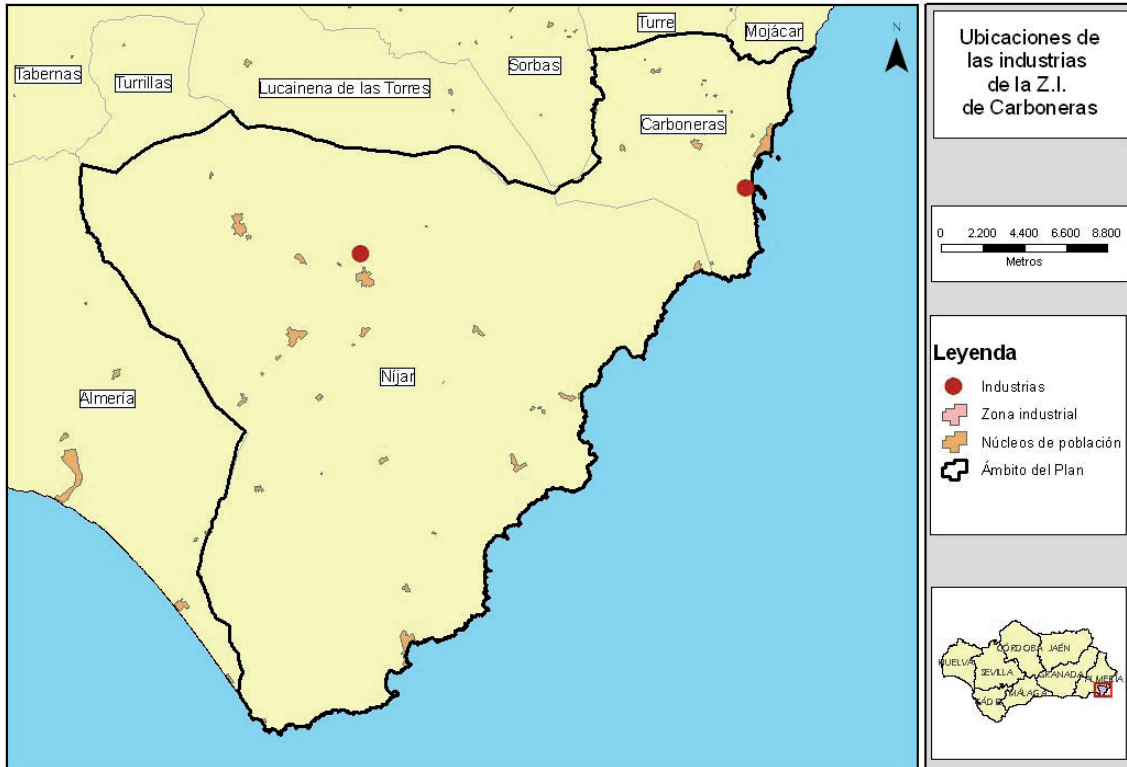 Turre
Mojácar
N
Tabernas
Turrillas
Sorbas
Lucainena de las Torres
Carboneras
Níjar
Almería
Ubicaciones de
las industrias
de la Z.I.
de Carboneras
0 2.200 4.400 6.600 8.800
Metros
Leyenda
Industrias
Zona industrial
Núcleos de población
Ámbito del Plan
CÓRDOBA JAÉN
HUELVA
SEVILLA
GRANADA
ALMERÍA
MÁLAGA
CÁDIZ